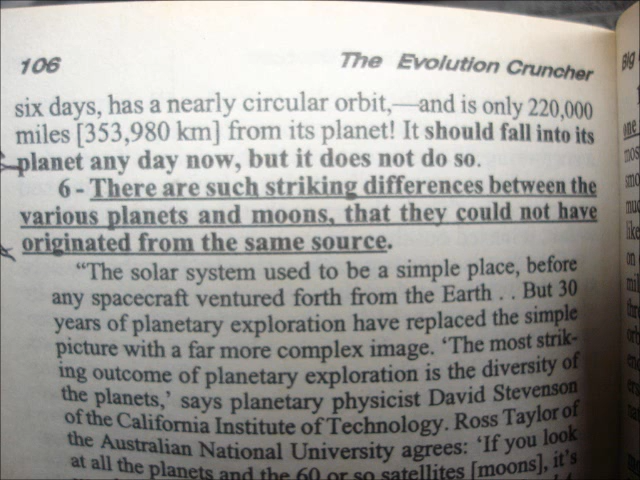 106
The Evolution Cruncher
six days, has a nearly circular orbit,—and is only 220,000
miles [353,980 km] from its planet! It should fall into its
planet any day now, but it does not do so.
6 - There are such striking differences between the
various planets and moons, that they could not have
originated from the same source.
“The solar system used to be a simple place, before
any spacecraft ventured forth from the Earth . . But 30
years of planetary exploration have replaced the simple
picture with a far more complex image. ‘The most strik-
ing outcome of planetary exploration is the diversity of
the planets,’ says planetary physicist David Stevenson
of the California Institute of Technology. Ross Taylor of
the Australian National University agrees: ‘If you look
at all the planets and the 60 or so satellites [moons], it’s
Big
one